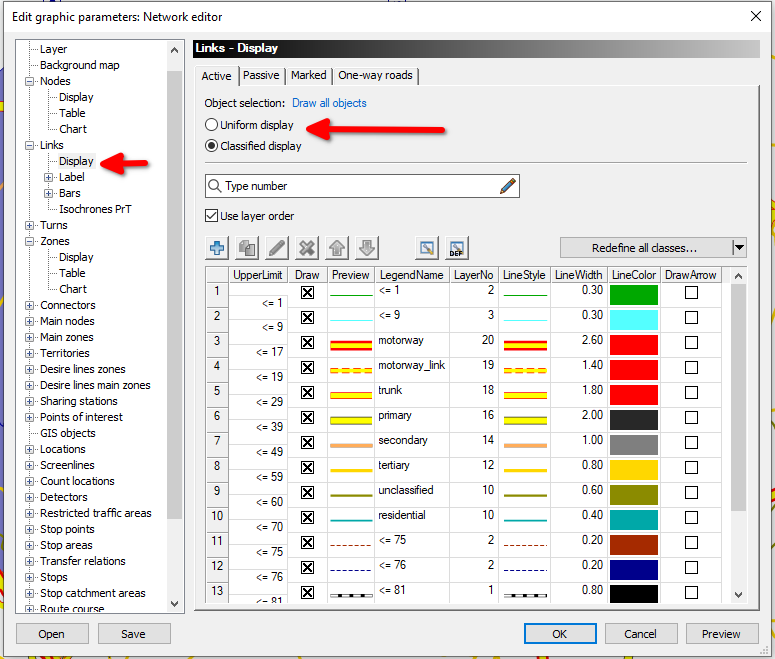 Edit graphic parameters: Network editor
Layer
Background map
Nodes
Display
Table
Chart
Links
Display
Label
Bars
Isochrones PrT
Turns
Zones
Display
Table
Chart
Connectors
Main nodes
Main zones
Territories
Desire lines zones
Desire lines main zones
Sharing stations
Points of interest
GIS objects
Locations
Screenlines
Count locations
Detectors
Restricted traffic areas
Stop points
Stop areas
Transfer relations
Stops
Stop catchment areas
Route course
Links - Display
Active Passive Marked One-way roads
Object selection: Draw all objects
Uniform display
Classified display
Type number
Use layer order
DEF Redefine all classes...
UpperLimit Draw Preview LegendName LayerNo LineStyle LineWidth LineColor DrawArrow
1 <= 1 <= 1 2 0.30
2 <= 9 <= 9 3 0.30
3 <= 17 motorway 20 2.60
4 <= 19 motorway_link 19 1.40
5 <= 29 trunk 18 1.80
6 <= 39 primary 16 2.00
7 <= 49 secondary 14 1.00
8 <= 59 tertiary 12 0.80
9 <= 60 unclassified 10 0.60
10 <= 70 residential 10 0.40
11 <= 75 <= 75 2 0.20
12 <= 76 <= 76 2 0.20
13 <= 81 <= 81 1 0.80
Open Save OK Cancel Preview